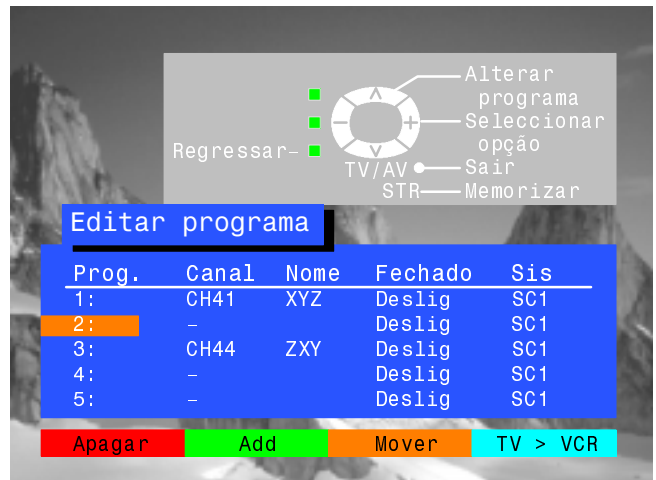 Alterar
programa
Seleccionar
opção
Regressar
TV/AV Sair
STR Memorizar
Editar programa
Prog. Canal Nome Fechado Sis
1: CH41 XYZ Deslig SC1
2: – Deslig SC1
3: CH44 ZXY Deslig SC1
4: – Deslig SC1
5: – Deslig SC1
Apagar Add Mover TV > VCR